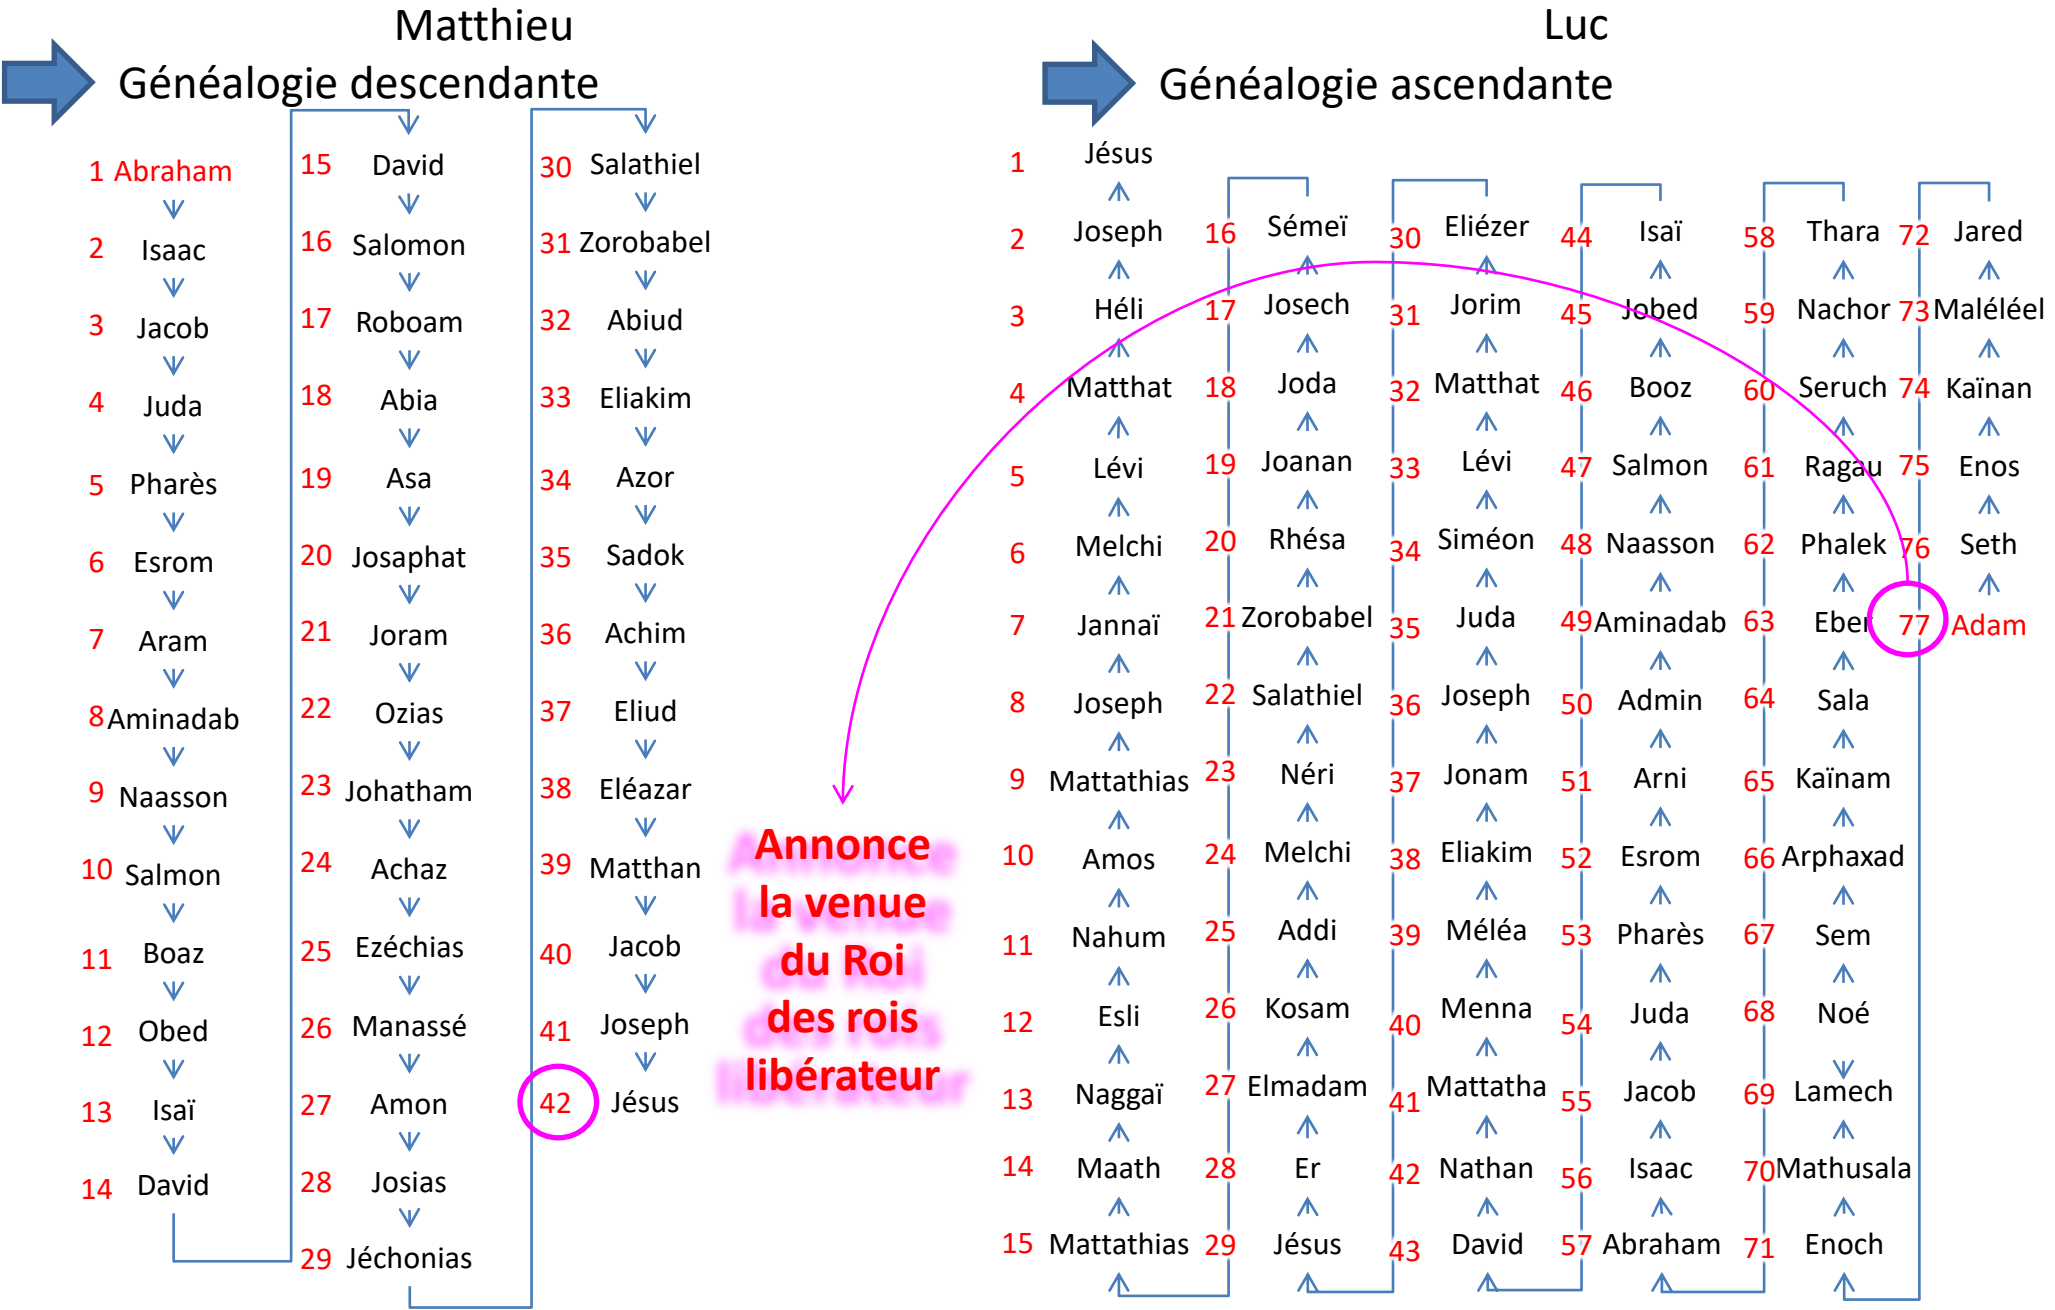 Matthieu
Généalogie descendante
1 Abraham
2 Isaac
3 Jacob
4 Juda
5 Pharès
6 Esrom
7 Aram
8 Aminadab
9 Naasson
10 Salmon
11 Boaz
12 Obed
13 Isaï
14 David
15 David
16 Salomon
17 Roboam
18 Abia
19 Asa
20 Josaphat
21 Joram
22 Ozias
23 Johatham
24 Achaz
25 Ezéchias
26 Manassé
27 Amon
28 Josias
29 Jéchonias
30 Salathiel
31 Zorobabel
32 Abiud
33 Eliakim
34 Azor
35 Sadok
36 Achim
37 Eliud
38 Eléazar
39 Matthan
40 Jacob
41 Joseph
42 Jésus
Annonce
la venue
du Roi
des rois
libérateur
Luc
Généalogie ascendante
1 Jésus
2 Joseph
3 Héli
4 Matthat
5 Lévi
6 Melchi
7 Jannaï
8 Joseph
9 Mattathias
10 Amos
11 Nahum
12 Esli
13 Naggaï
14 Maath
15 Mattathias
16 Sémeï
17 Josech
18 Joda
19 Joanan
20 Rhésa
21 Zorobabel
22 Salathiel
23 Néri
24 Melchi
25 Addi
26 Kosam
27 Elmadam
28 Er
29 Jésus
30 Eliézer
31 Jorim
32 Matthat
33 Lévi
34 Siméon
35 Juda
36 Joseph
37 Jonam
38 Eliakim
39 Méléa
40 Menna
41 Mattatha
42 Nathan
43 David
44 Isaï
45 Jobed
46 Booz
47 Salmon
48 Naasson
49 Aminadab
50 Admin
51 Arni
52 Esrom
53 Pharès
54 Juda
55 Jacob
56 Isaac
57 Abraham
58 Thara
59 Nachor
60 Seruch
61 Ragau
62 Phalek
63 Eber
64 Sala
65 Kaïnam
66 Arphaxad
67 Sem
68 Noé
69 Lamech
70 Mathusala
71 Enoch
72 Jared
73 Maléléel
74 Kaïnan
75 Enos
76 Seth
77 Adam